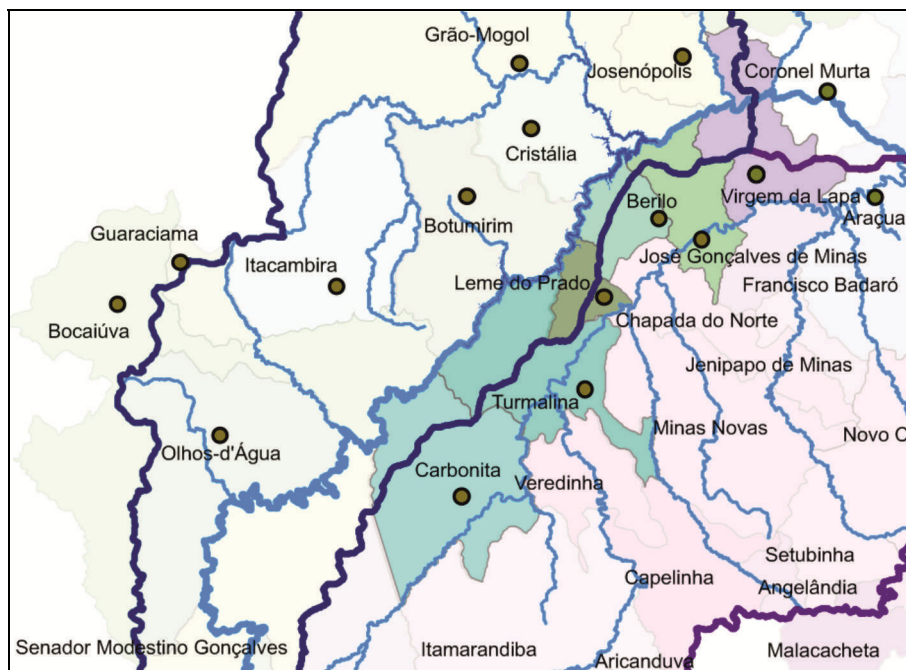 Grão-Mogol
Josenópolis
Coronel Murta
Cristália
Virgem da Lapa
Berilo
Botumirim
Araçua
Guaraciama
Itacambira
José Gonçalves de Minas
Leme do Prado
Francisco Badaró
Bocaiúva
Chapada do Norte
Jenipapo de Minas
Turmalina
Minas Novas
Novo C
Olhos-d'Água
Carbonita
Veredinha
Setubinha
Capelinha
Angelândia
Senador Modestino Gonçalves
Itamarandiba
Malacacheta
Aricanduva